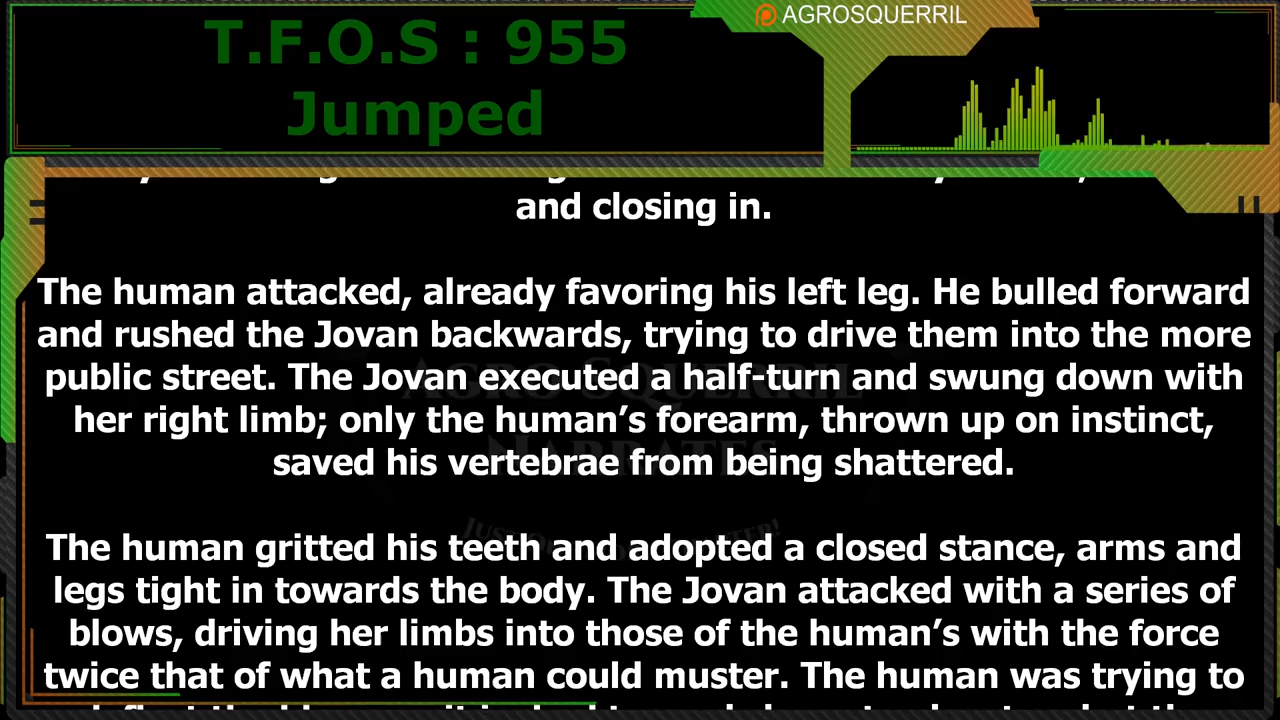 AGROSQUERRIL
T.F.O.S : 955
Jumped
and closing in.
The human attacked, already favoring his left leg. He bulled forward
and rushed the Jovan backwards, trying to drive them into the more
public street. The Jovan executed a half-turn and swung down with
her right limb; only the human’s forearm, thrown up on instinct,
saved his vertebrae from being shattered.
The human gritted his teeth and adopted a closed stance, arms and
legs tight in towards the body. The Jovan attacked with a series of
blows, driving her limbs into those of the human’s with the force
twice that of what a human could muster. The human was trying to
Agro Squerril
Narrates